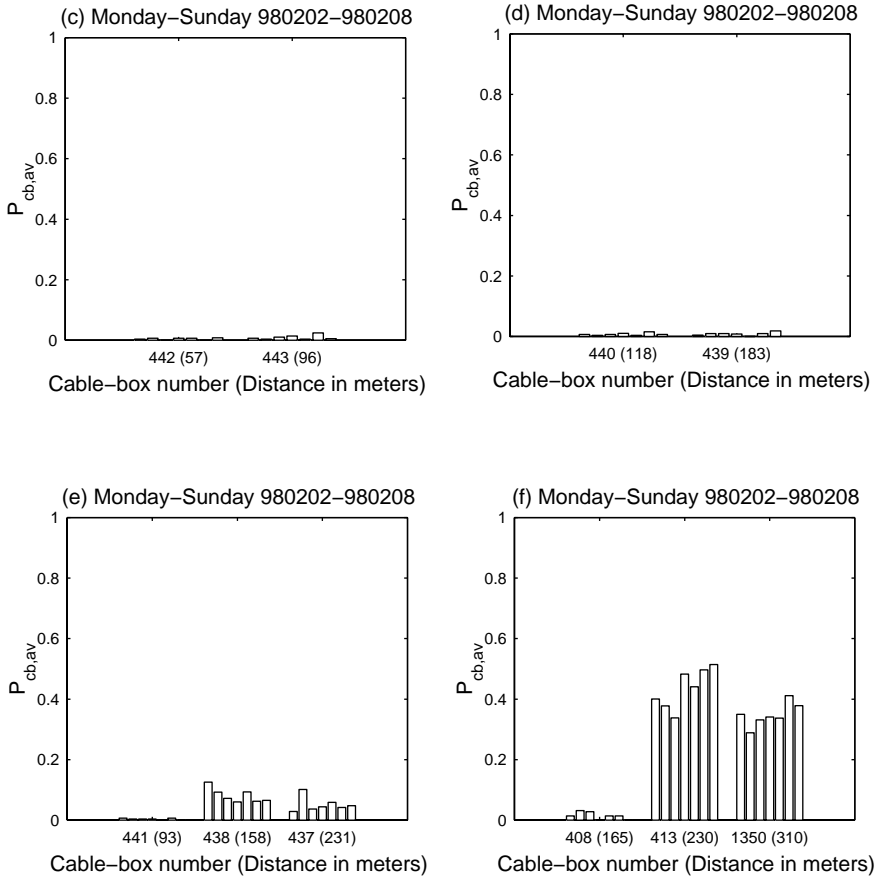 (c) Monday−Sunday 980202−980208
1
0.8
0.6
0.4
0.2
0
P cb,av
442 (57) 443 (96)
Cable−box number (Distance in meters)
(d) Monday−Sunday 980202−980208
1
0.8
0.6
0.4
0.2
0
P cb,av
440 (118) 439 (183)
Cable−box number (Distance in meters)
(e) Monday−Sunday 980202−980208
1
0.8
0.6
0.4
0.2
0
P cb,av
441 (93) 438 (158) 437 (231)
Cable−box number (Distance in meters)
(f) Monday−Sunday 980202−980208
1
0.8
0.6
0.4
0.2
0
P cb,av
408 (165) 413 (230) 1350 (310)
Cable−box number (Distance in meters)